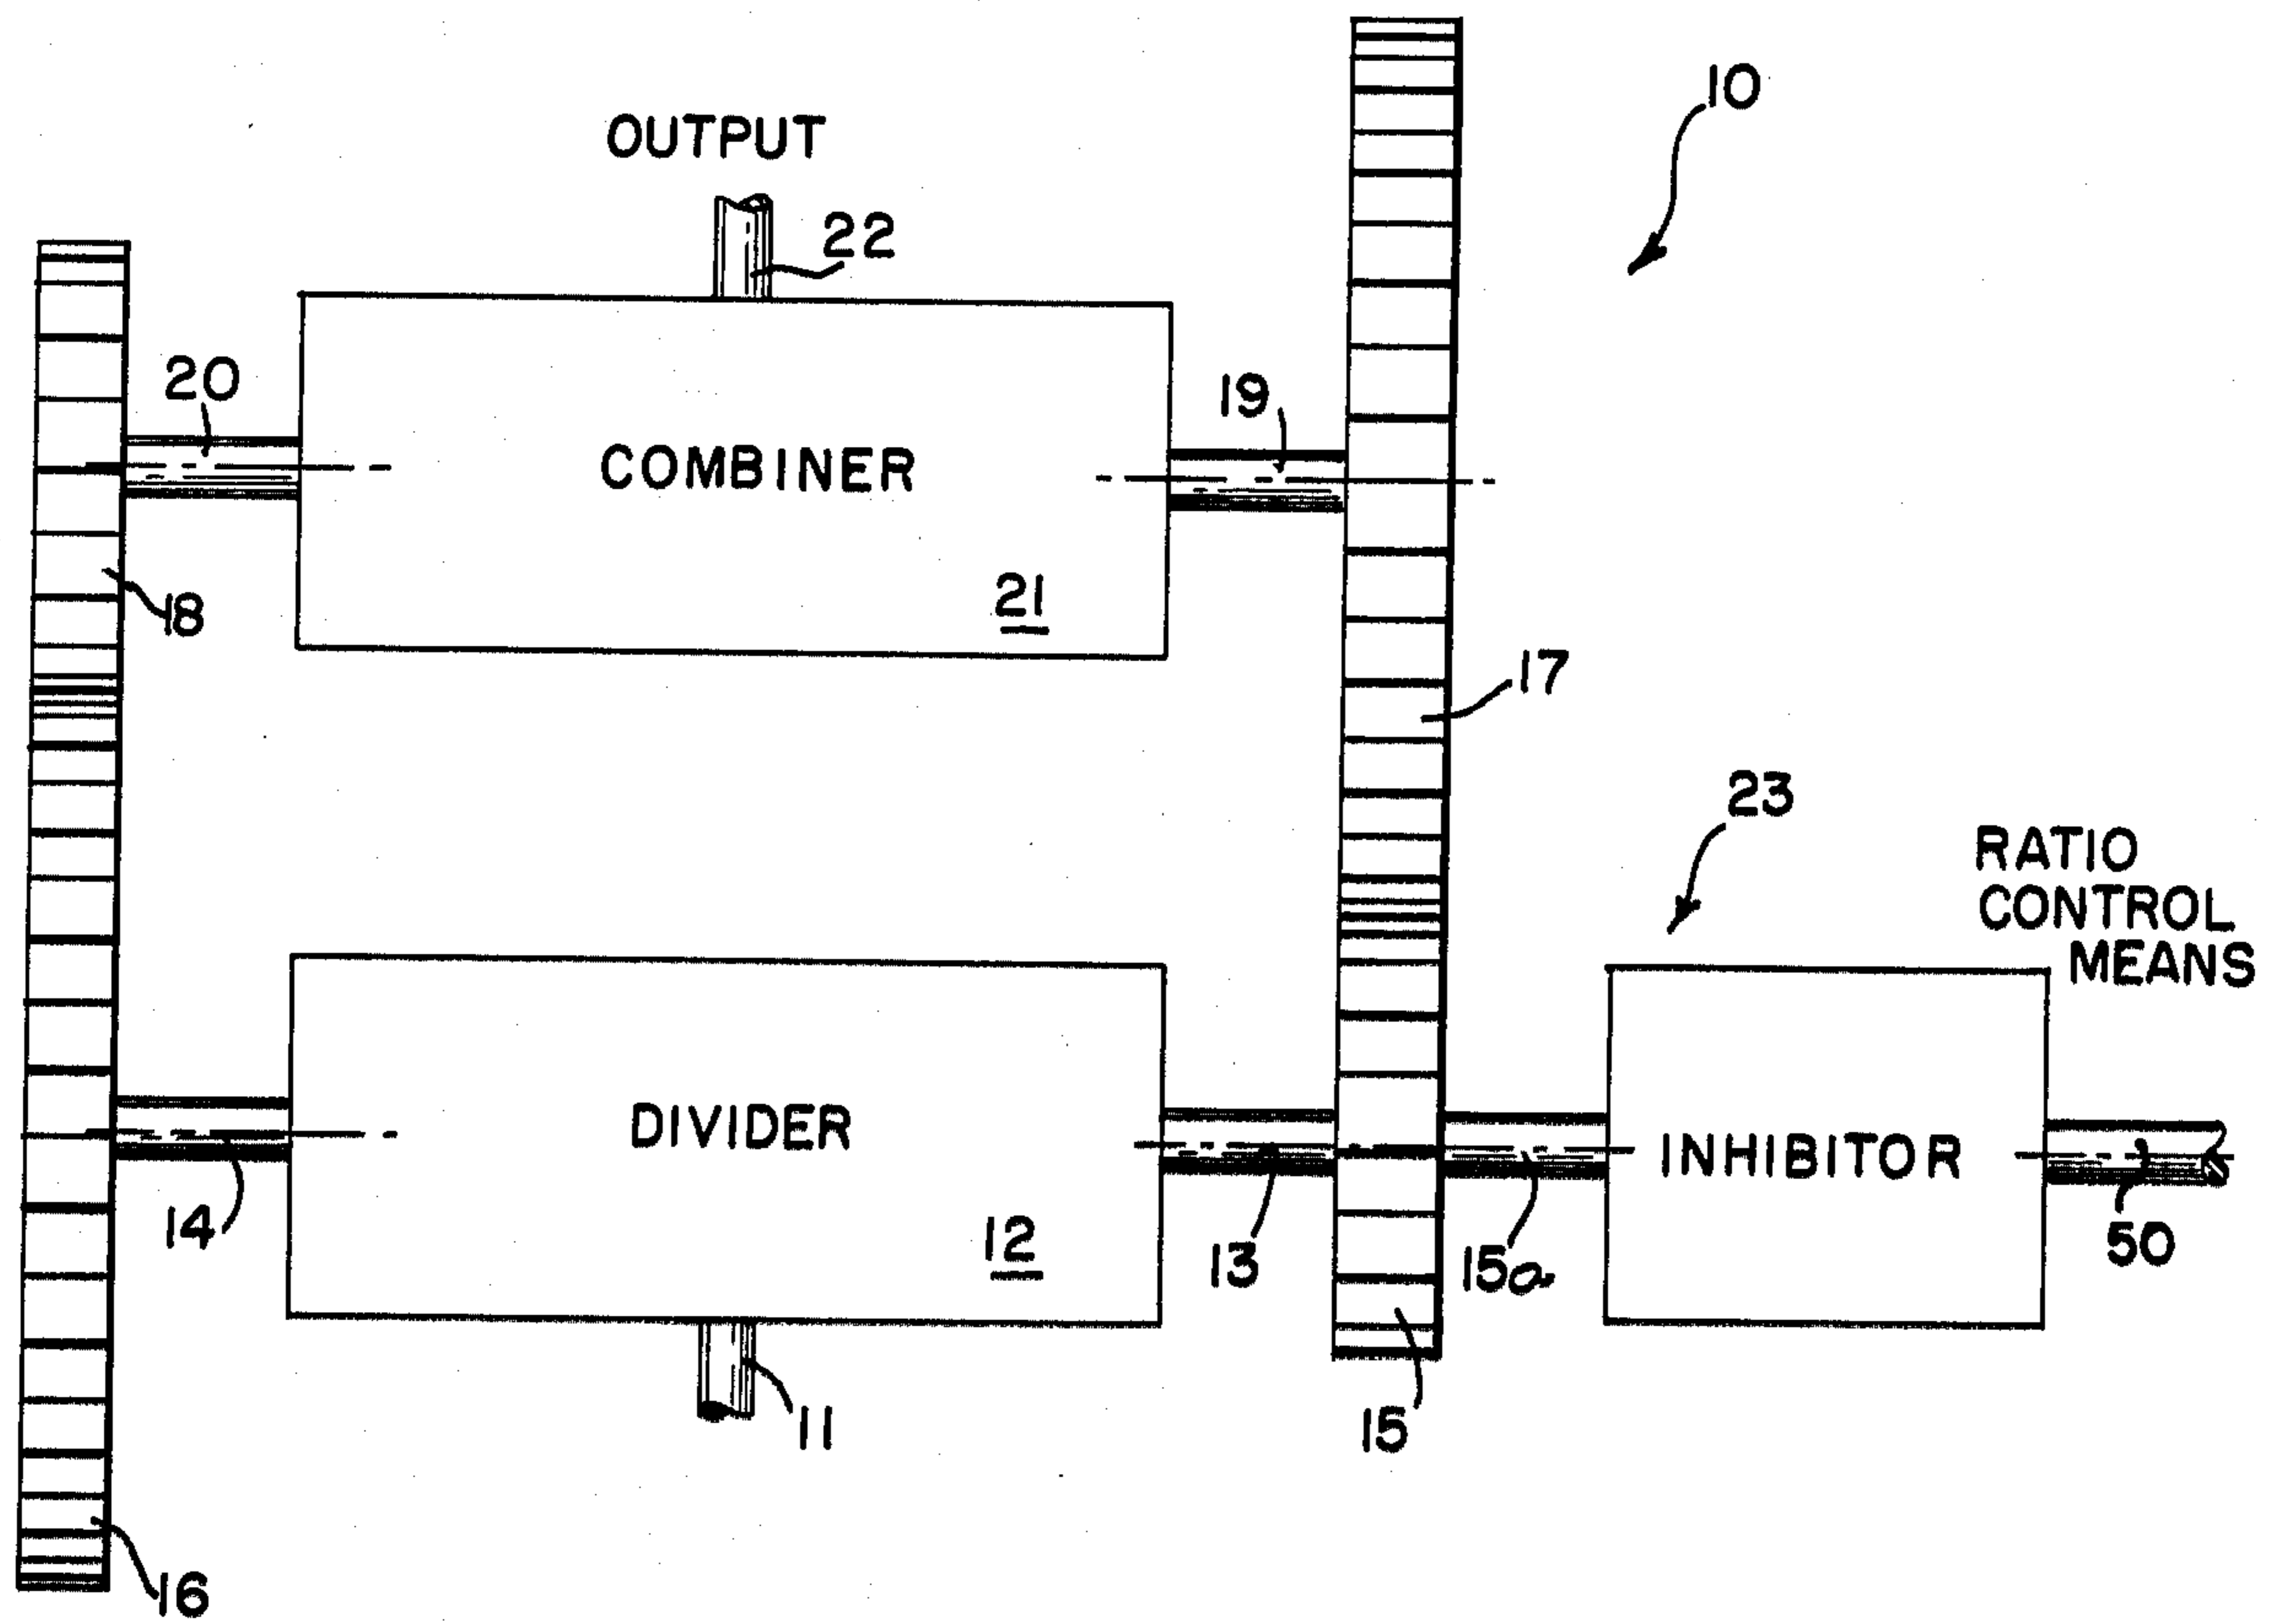 10
OUTPUT
22
20
19
COMBINER
21
18
17
23
RATIO
CONTROL
MEANS
DIVIDER
INHIBITOR
14
12
13
15a
50
11
15
16